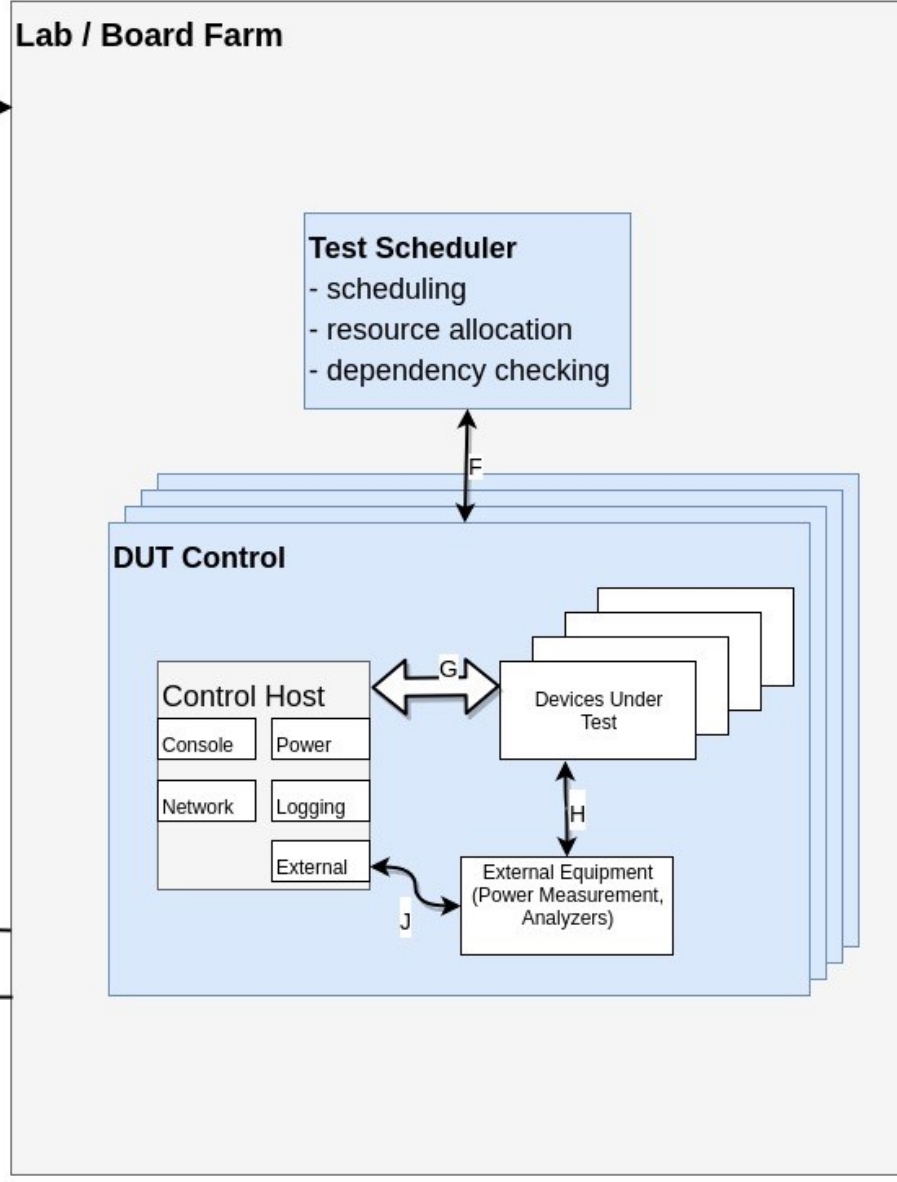 Lab / Board Farm
Test Scheduler
- scheduling
- resource allocation
- dependency checking
F
DUT Control
Control Host
Console
Power
Network
Logging
External
G
Devices Under
Test
H
J
External Equipment
(Power Measurement,
Analyzers)